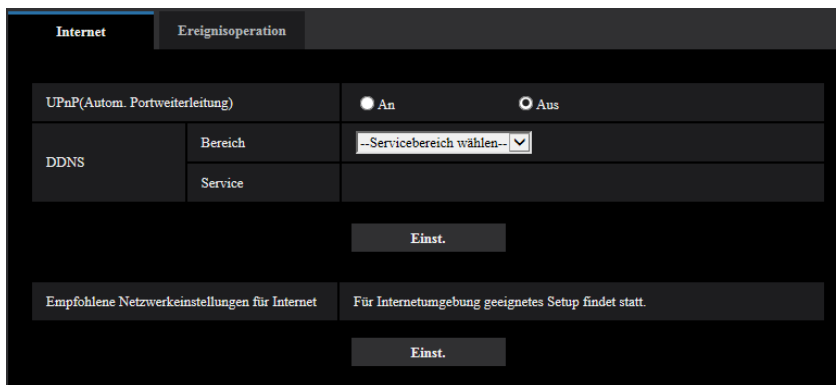 Internet
Ereignisoperation
UPnP(Autom. Portweiterleitung)
An
Aus
DDNS
Bereich
--Servicebereich wählen--
Service
Einst.
Empfohlene Netzwerkeinstellungen für Internet
Für Internetumgebung geeignetes Setup findet statt.
Einst.